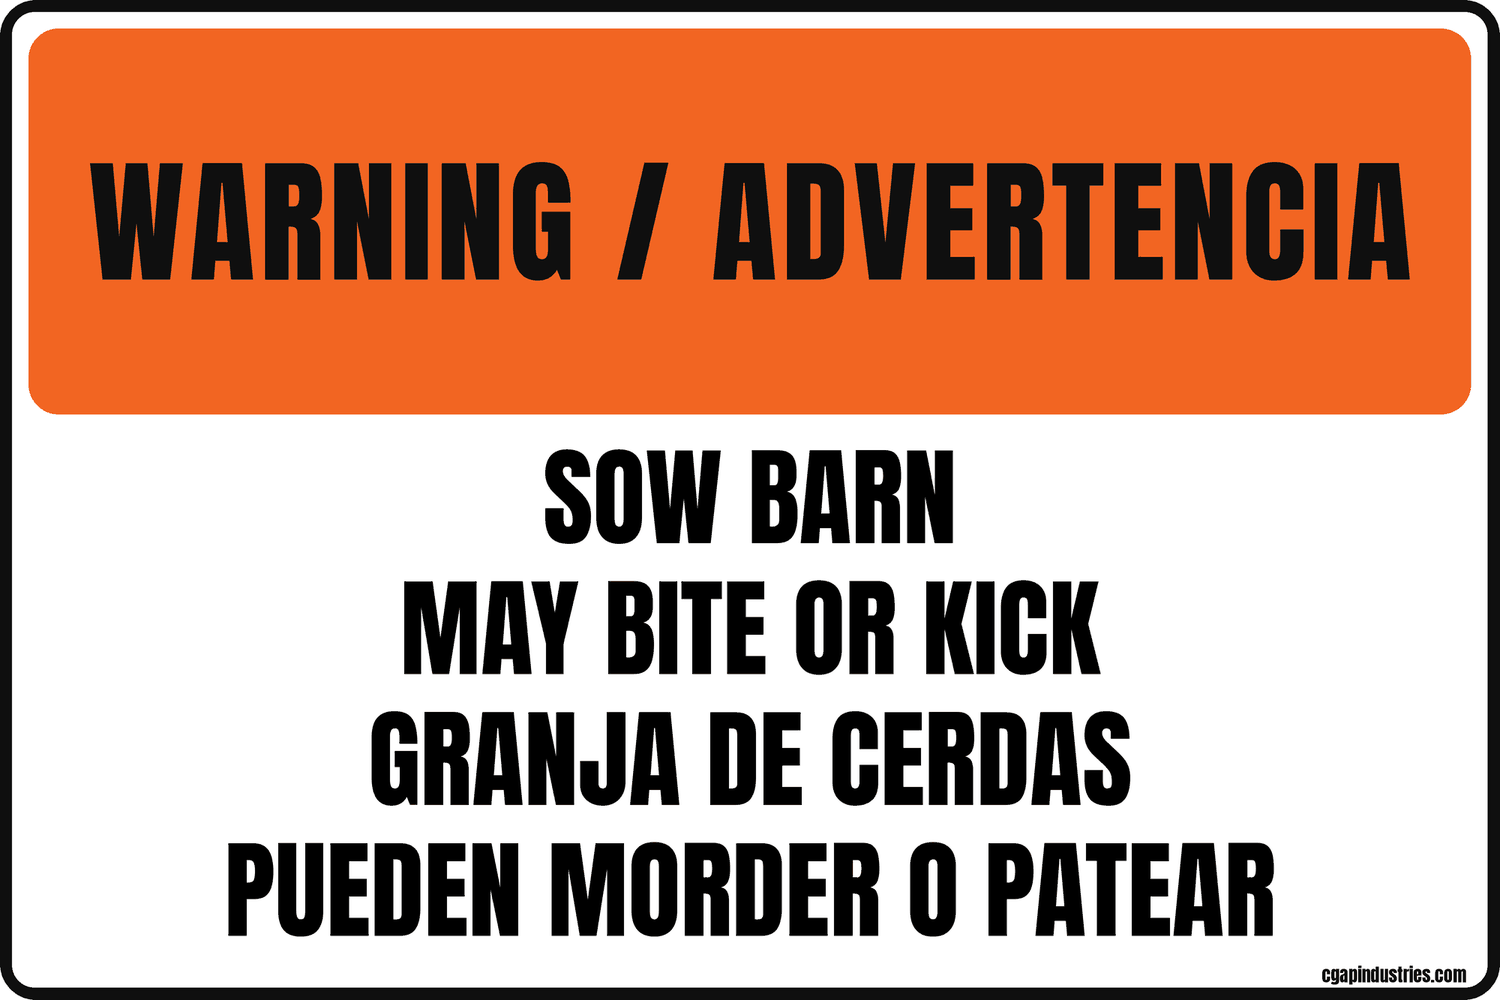 WARNING / ADVERTENCIA
SOW BARN
MAY BITE OR KICK
GRANJA DE CERDAS
PUEDEN MORDER O PATEAR
cgapindustries.com